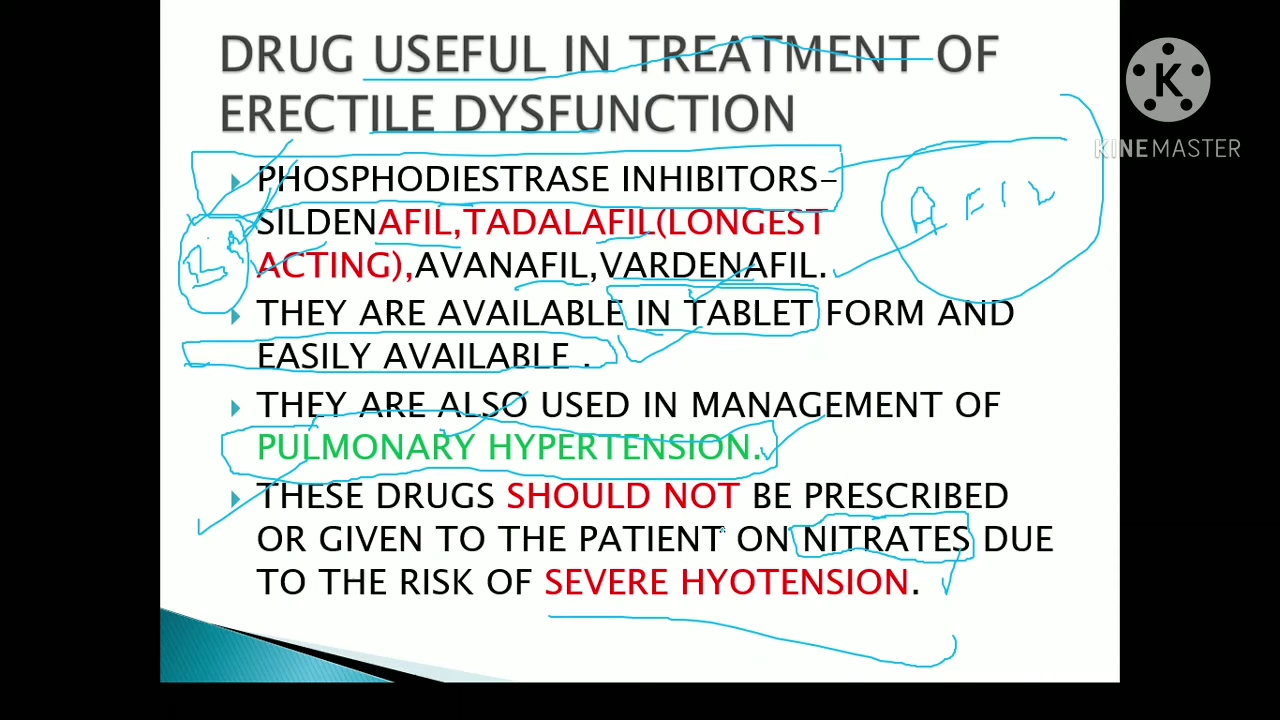 DRUG USEFUL IN TREATMENT OF
ERECTILE DYSFUNCTION
PHOSPHODIESTRASE INHIBITORS-
SILDENAFIL,TADALAFIL(LONGEST
ACTING),AVANAFIL,VARDENAFIL.
THEY ARE AVAILABLE IN TABLET FORM AND
EASILY AVAILABLE .
THEY ARE ALSO USED IN MANAGEMENT OF
PULMONARY HYPERTENSION.
THESE DRUGS SHOULD NOT BE PRESCRIBED
OR GIVEN TO THE PATIENT ON NITRATES DUE
TO THE RISK OF SEVERE HYOTENSION.
AFIL
K
KINEMASTER